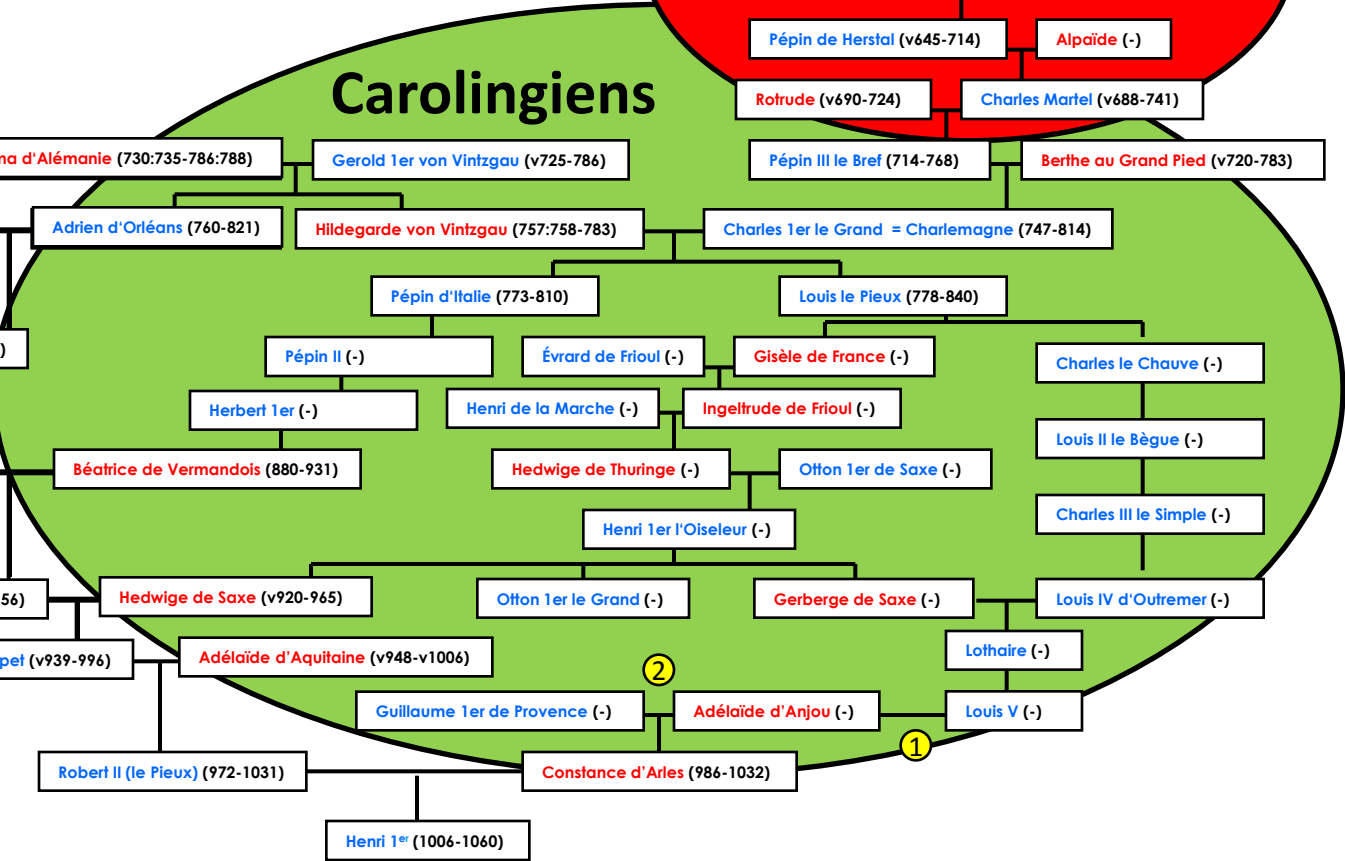 Pépin de Herstal (v645-714)
Alpaïde (-)
Carolingiens
Rotrude (v690-724)
Charles Martel (v688-741)
d'Alémanie (730:735-786:788)
Gerold 1er von Vintzgau (v725-786)
Pépin III le Bref (714-768)
Berthe au Grand Pied (v720-783)
Adrien d'Orléans (760-821)
Hildegarde von Vintzgau (757:758-783)
Charles 1er le Grand = Charlemagne (747-814)
Pépin d'Italie (773-810)
Louis le Pieux (778-840)
)
Pépin II (-)
Évrard de Frioul (-)
Gisèle de France (-)
Charles le Chauve (-)
Herbert 1er (-)
Henri de la Marche (-)
Ingeltrude de Frioul (-)
Louis II le Bègue (-)
Béatrice de Vermandois (880-931)
Hedwige de Thuringe (-)
Otton 1er de Saxe (-)
Charles III le Simple (-)
Henri 1er l'Oiseleur (-)
56)
Hedwige de Saxe (v920-965)
Otton 1er le Grand (-)
Gerberge de Saxe (-)
Louis IV d'Outremer (-)
pet (v939-996)
Adélaïde d'Aquitaine (v948-v1006)
Lothaire (-)
2
Guillaume 1er de Provence (-)
Adélaïde d'Anjou (-)
Louis V (-)
1
Robert II (le Pieux) (972-1031)
Constance d'Arles (986-1032)
Henri 1er (1006-1060)